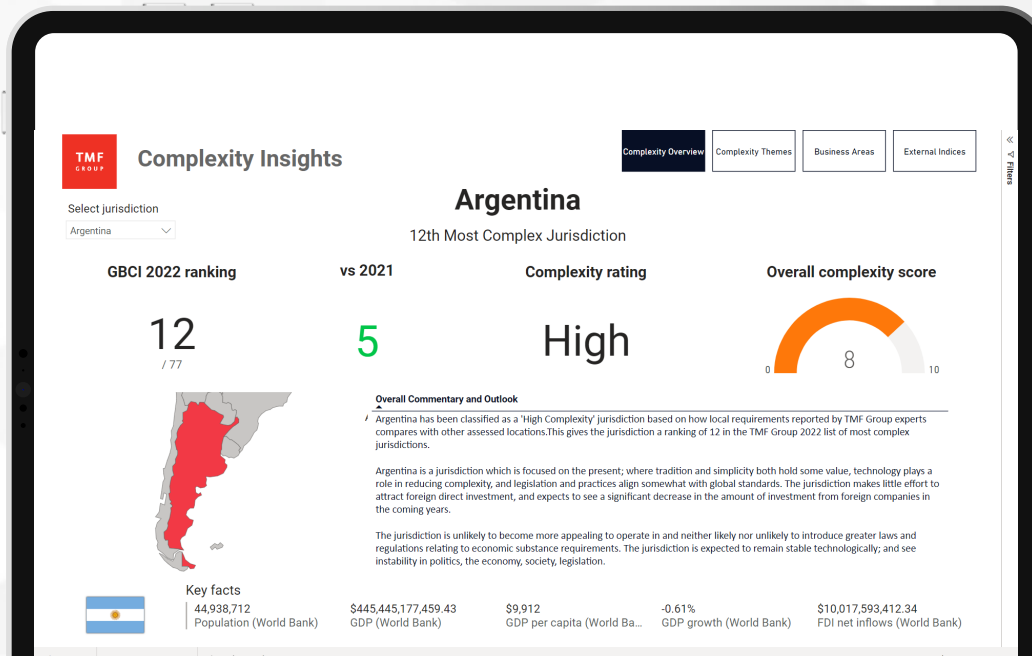 TMF
GROUP
Complexity Insights
Complexity Overview
Complexity Themes
Business Areas
External Indices
Filters
Select jurisdiction
Argentina
Argentina
12th Most Complex Jurisdiction
GBCI 2022 ranking
vs 2021
Complexity rating
Overall complexity score
12
/ 77
5
High
0
8
10
Overall Commentary and Outlook
Argentina has been classified as a 'High Complexity' jurisdiction based on how local requirements reported by TMF Group experts
compares with other assessed locations.This gives the jurisdiction a ranking of 12 in the TMF Group 2022 list of most complex
jurisdictions.
Argentina is a jurisdiction which is focused on the present; where tradition and simplicity both hold some value, technology plays a
role in reducing complexity, and legislation and practices align somewhat with global standards. The jurisdiction makes little effort to
attract foreign direct investment, and expects to see a significant decrease in the amount of investment from foreign companies in
the coming years.
The jurisdiction is unlikely to become more appealing to operate in and neither likely nor unlikely to introduce greater laws and
regulations relating to economic substance requirements. The jurisdiction is expected to remain stable technologically; and see
instability in politics, the economy, society, legislation.
Key facts
44,938,712
Population (World Bank)
$445,445,177,459.43
GDP (World Bank)
$9,912
GDP per capita (World Ba...
-0.61%
GDP growth (World Bank)
$10,017,593,412.34
FDI net inflows (World Bank)